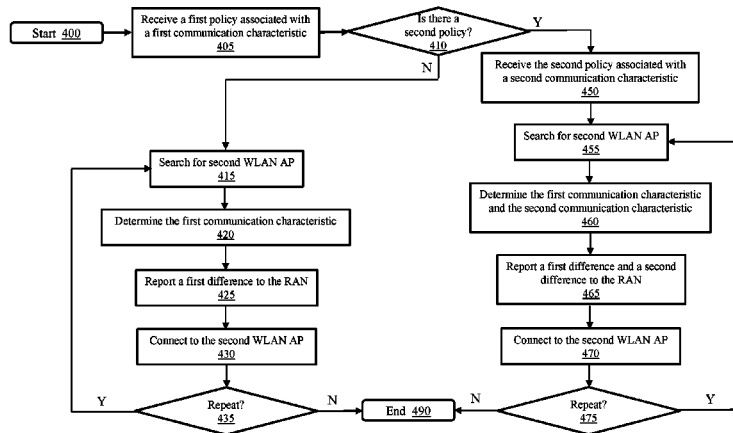 Start 400
Receive a first policy associated with
a first communication characteristic
405
Is there a
second policy?
410
Y
N
Receive the second policy associated with
a second communication characteristic
450
Search for second WLAN AP
455
Search for second WLAN AP
415
Determine the first communication characteristic
and the second communication characteristic
460
Determine the first communication characteristic
420
Report a first difference to the RAN
425
Report a first difference and a second
difference to the RAN
465
Connect to the second WLAN AP
430
Connect to the second WLAN AP
470
Y
Repeat?
435
N
End 490
N
Repeat?
475
Y